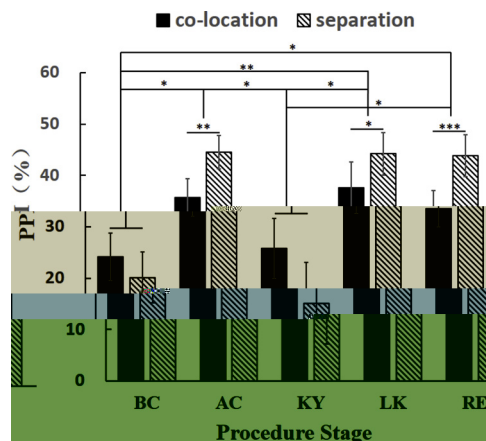 co-location separation
*
**
* * *
*
** * ***
60
50
40
30
20
10
0
PPI（%）
BC AC KY LK RE
Procedure Stage